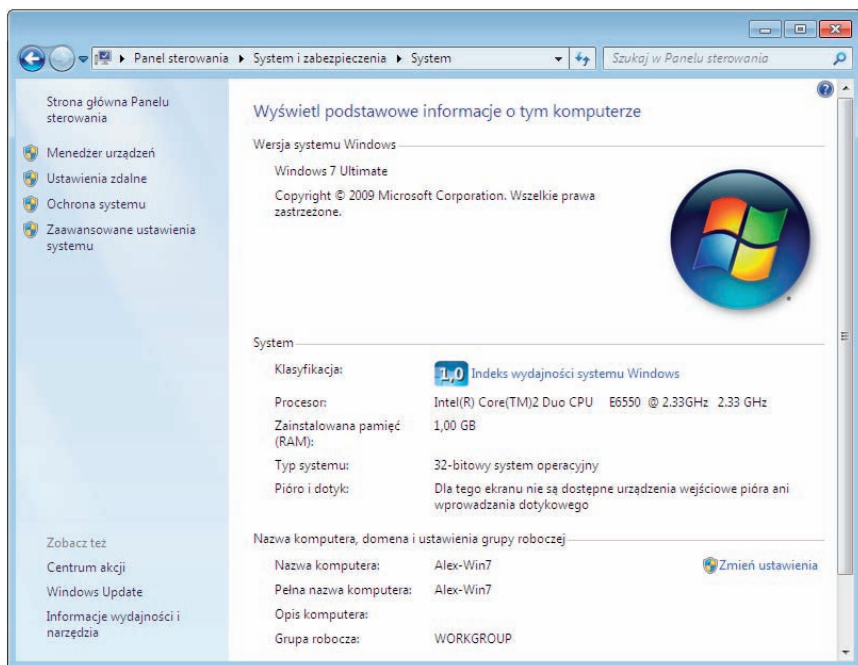 Panel sterowania ▸ System i zabezpieczenia ▸ System
Szukaj w Panelu sterowania
Strona główna Panelu
sterowania
Menedżer urządzeń
Ustawienia zdalne
Ochrona systemu
Zaawansowane ustawienia
systemu
Zobacz też
Centrum akcji
Windows Update
Informacje wydajności i
narzędzia
Wyświetl podstawowe informacje o tym komputerze
Wersja systemu Windows
Windows 7 Ultimate
Copyright © 2009 Microsoft Corporation. Wszelkie prawa
zastrzeżone.
System
Klasyfikacja: 1,0 Indeks wydajności systemu Windows
Procesor: Intel(R) Core(TM)2 Duo CPU E6550 @ 2.33GHz 2.33 GHz
Zainstalowana pamięć 1,00 GB
(RAM):
Typ systemu: 32-bitowy system operacyjny
Pióro i dotyk: Dla tego ekranu nie są dostępne urządzenia wejściowe pióra ani
wprowadzania dotykowego
Nazwa komputera, domena i ustawienia grupy roboczej
Nazwa komputera: Alex-Win7 Zmień ustawienia
Pełna nazwa komputera: Alex-Win7
Opis komputera:
Grupa robocza: WORKGROUP